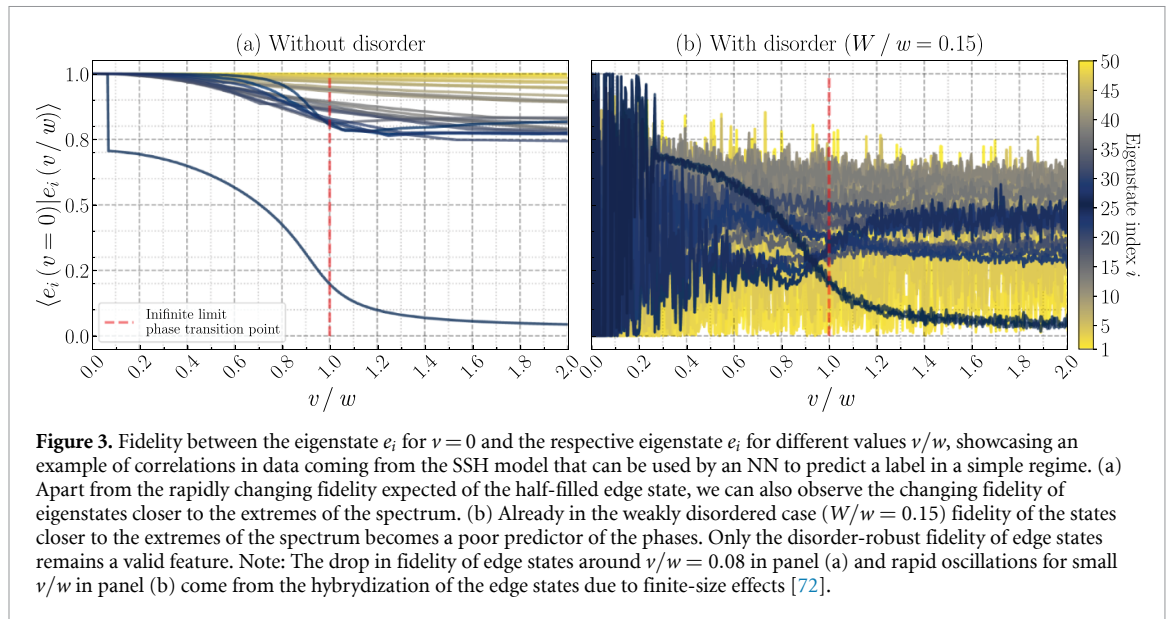 (a) Without disorder
(b) With disorder (W / w = 0.15)
⟨e_i (v = 0)|e_i (v / w)⟩
1.0
0.8
0.5
0.2
0.0
Inifinite limit
phase transition point
0.0 0.2 0.4 0.6 0.8 1.0 1.2 1.4 1.6 1.8 2.0
v / w
0.0 0.2 0.4 0.6 0.8 1.0 1.2 1.4 1.6 1.8 2.0
v / w
50
45
40
35
30
25
20
15
10
5
1
Eigenstate index i
Figure 3. Fidelity between the eigenstate e_i for v = 0 and the respective eigenstate e_i for different values v/w, showcasing an
example of correlations in data coming from the SSH model that can be used by an NN to predict a label in a simple regime. (a)
Apart from the rapidly changing fidelity expected of the half-filled edge state, we can also observe the changing fidelity of
eigenstates closer to the extremes of the spectrum. (b) Already in the weakly disordered case (W/w = 0.15) fidelity of the states
closer to the extremes of the spectrum becomes a poor predictor of the phases. Only the disorder-robust fidelity of edge states
remains a valid feature. Note: The drop in fidelity of edge states around v/w = 0.08 in panel (a) and rapid oscillations for small
v/w in panel (b) come from the hybrydization of the edge states due to finite-size effects [72].